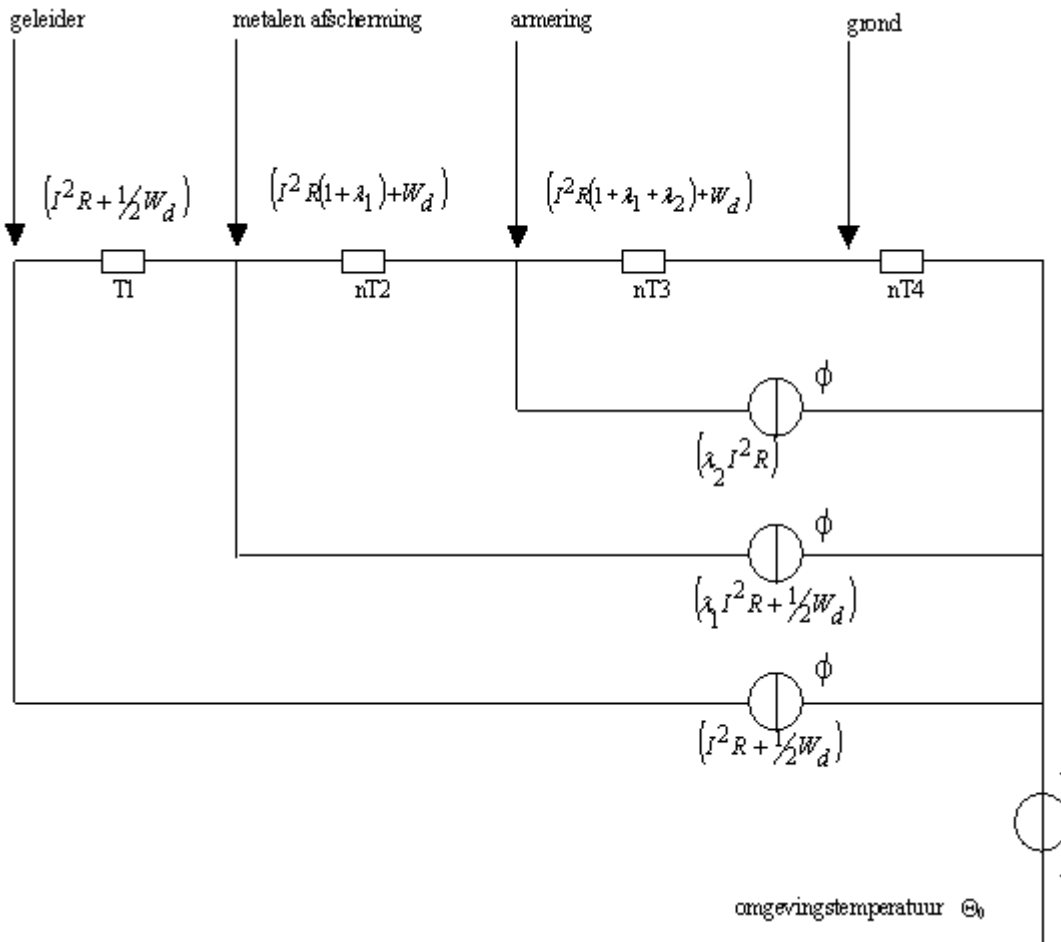 geleider metalen afscherming armering grond
(I²R + ½W_d) (I²R(1 + λ₁) + W_d) (I²R(1 + λ₁ + λ₂) + W_d)
T1 nT2 nT3 nT4
ϕ
(λ₂I²R)
ϕ
(λ₁I²R + ½W_d)
ϕ
(I²R + ½W_d)
omgevingstemperatuur Θ₀